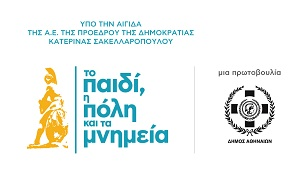 ΥΠΟ ΤΗΝ ΑΙΓΙΔΑ
ΤΗΣ Α.Ε. ΤΗΣ ΠΡΟΕΔΡΟΥ ΤΗΣ ΔΗΜΟΚΡΑΤΙΑΣ
ΚΑΤΕΡΙΝΑΣ ΣΑΚΕΛΛΑΡΟΠΟΥΛΟΥ
το
παιδί,
η
πόλη
και τα
μνημεία
μια πρωτοβουλία
ΔΗΜΟΣ ΑΘΗΝΑΙΩΝ